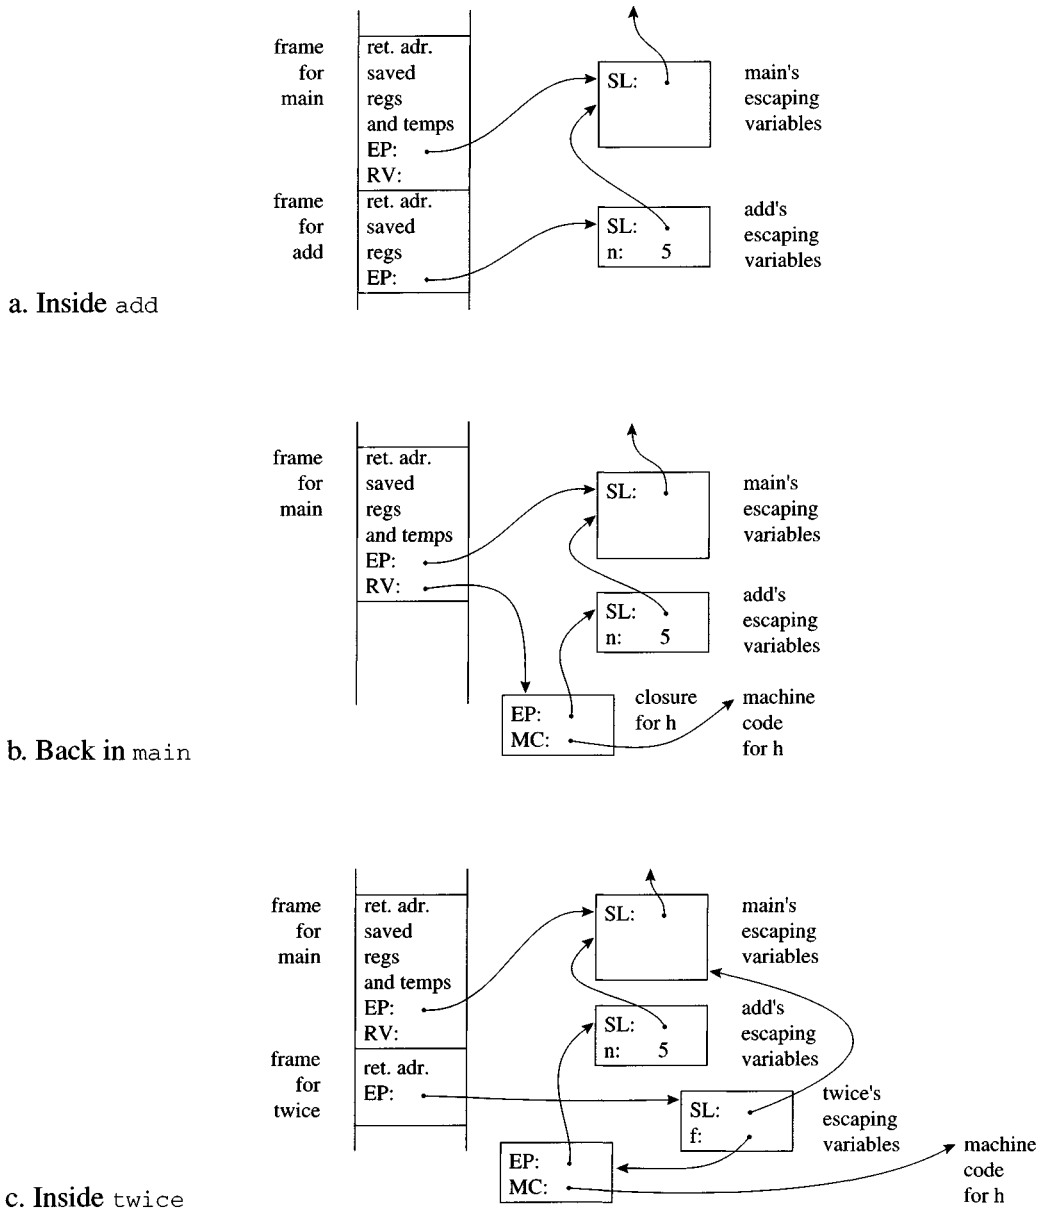 frame
for
main
ret. adr.
saved
regs
and temps
EP:
RV:
SL:
main's
escaping
variables
frame
for
add
ret. adr.
saved
regs
EP:
SL:
n: 5
add's
escaping
variables
a. Inside add
frame
for
main
ret. adr.
saved
regs
and temps
EP:
RV:
SL:
main's
escaping
variables
SL:
n: 5
add's
escaping
variables
EP:
MC:
closure
for h
machine
code
for h
b. Back in main
frame
for
main
ret. adr.
saved
regs
and temps
EP:
RV:
SL:
main's
escaping
variables
SL:
n: 5
add's
escaping
variables
frame
for
twice
ret. adr.
EP:
SL:
f:
twice's
escaping
variables
EP:
MC:
machine
code
for h
c. Inside twice